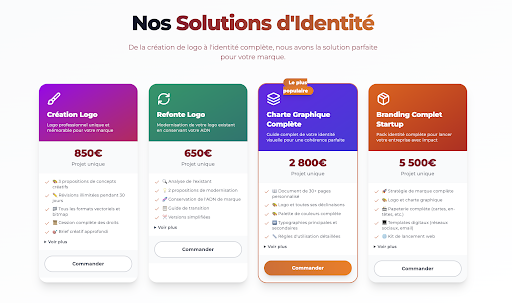 Nos Solutions d'Identité
De la création de logo à l'identité complète, nous avons la solution parfaite
pour votre marque.
Création Logo
Logo professionnel unique et
mémorable pour votre marque
850€
Projet unique
3 propositions de concepts
créatifs
Révisions illimitées pendant 30
jours
Tous les formats vectoriels et
bitmap
Cession complète des droits
Brief créatif approfondi
▸ Voir plus
Commander
Refonte Logo
Modernisation de votre logo existant
en conservant votre ADN
650€
Projet unique
Analyse de l'existant
2 propositions de modernisation
Conservation de l'ADN de marque
Guide de transition
Versions simplifiées
▸ Voir plus
Commander
Le plus
populaire
Charte Graphique
Complète
Guide complet de votre identité
visuelle pour une cohérence parfaite
2 800€
Projet unique
Document de 30+ pages
personnalisé
Logo et toutes ses déclinaisons
Palette de couleurs complète
Typographies principales et
secondaires
Règles d'utilisation détaillées
▸ Voir plus
Commander
Branding Complet
Startup
Pack identité complète pour lancer
votre entreprise avec impact
5 500€
Projet unique
Stratégie de marque complète
Logo et charte graphique
Papeterie complète (cartes, en-
têtes, etc.)
Templates digitaux (réseaux
sociaux, email)
Kit de lancement web
▸ Voir plus
Commander